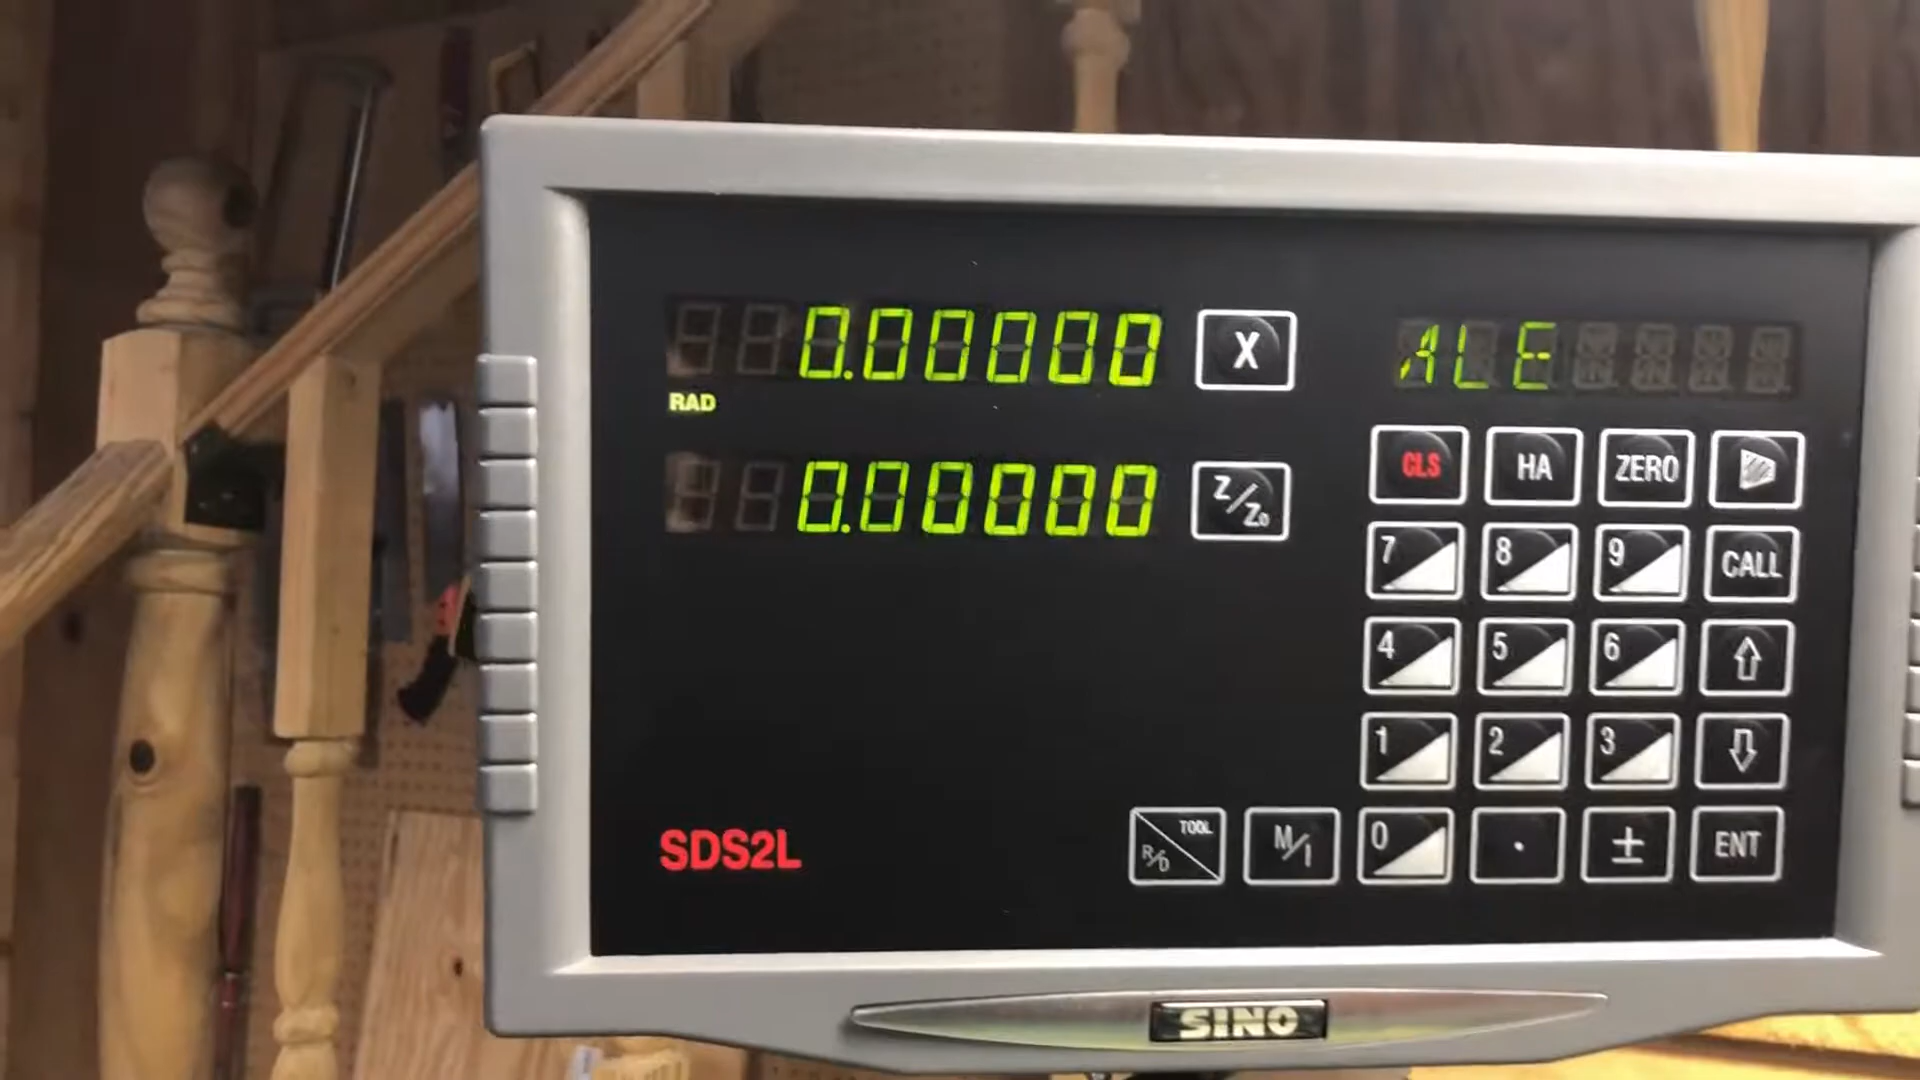 0.00000 X ALE
RAD
CLS HA ZERO
0.00000 Z/Z₀
7 8 9 CALL
4 5 6
1 2 3
SDS2L
R/D TOOL M/I 0 . ± ENT
SINO